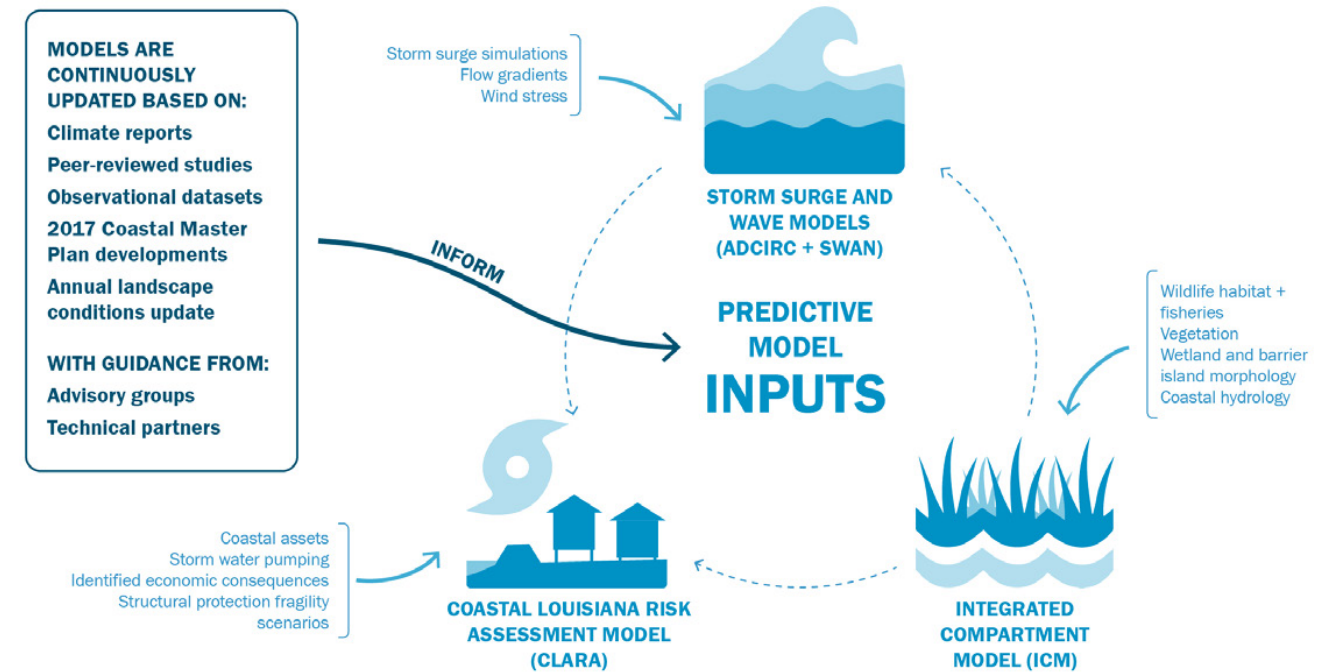 MODELS ARE
CONTINUOUSLY
UPDATED BASED ON:
Climate reports
Peer-reviewed studies
Observational datasets
2017 Coastal Master
Plan developments
Annual landscape
conditions update
WITH GUIDANCE FROM:
Advisory groups
Technical partners
INFORM
Storm surge simulations
Flow gradients
Wind stress
STORM SURGE AND
WAVE MODELS
(ADCIRC + SWAN)
PREDICTIVE
MODEL
INPUTS
Wildlife habitat +
fisheries
Vegetation
Wetland and barrier
island morphology
Coastal hydrology
Coastal assets
Storm water pumping
Identified economic consequences
Structural protection fragility
scenarios
COASTAL LOUISIANA RISK
ASSESSMENT MODEL
(CLARA)
INTEGRATED
COMPARTMENT
MODEL (ICM)